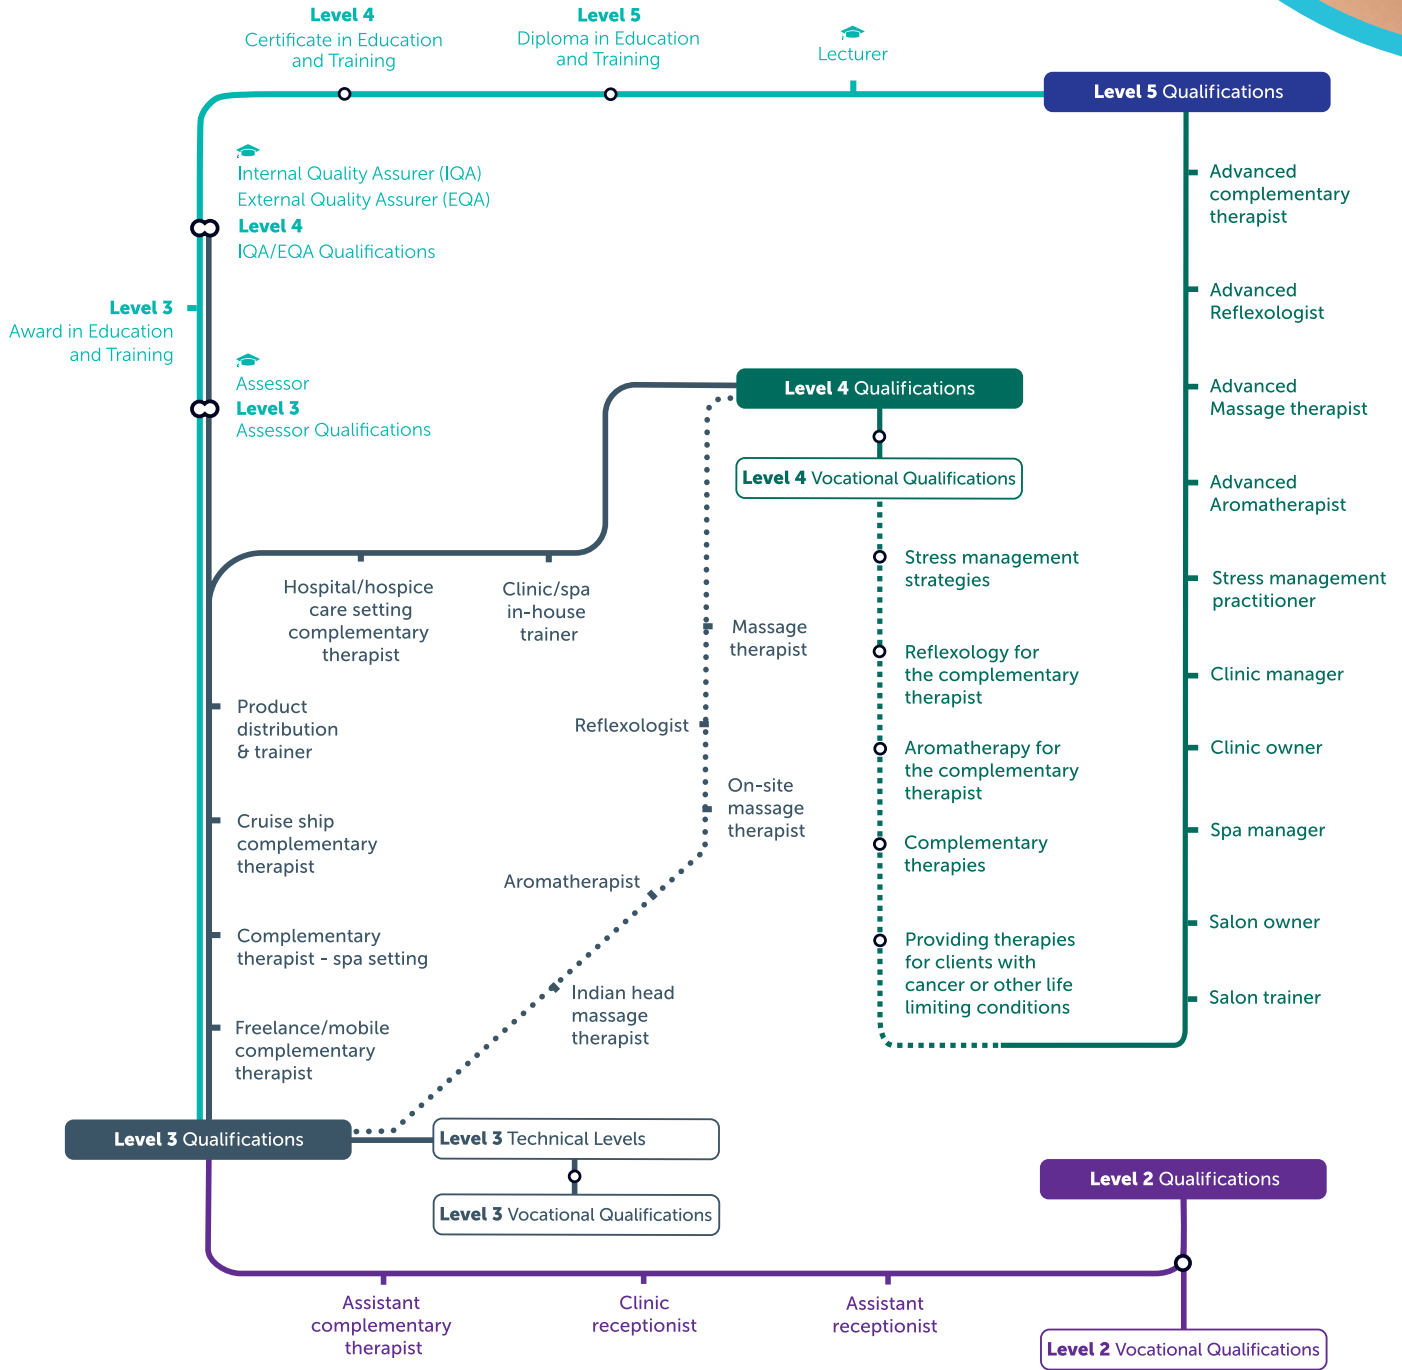 Level 4
Certificate in Education
and Training
Level 5
Diploma in Education
and Training
Lecturer
Level 5 Qualifications
Internal Quality Assurer (IQA)
External Quality Assurer (EQA)
Level 4
IQA/EQA Qualifications
Level 3
Award in Education
and Training
Assessor
Level 3
Assessor Qualifications
Level 4 Qualifications
Level 4 Vocational Qualifications
Hospital/hospice
care setting
complementary
therapist
Clinic/spa
in-house
trainer
Massage
therapist
Reflexologist
On-site
massage
therapist
Aromatherapist
Indian head
massage
therapist
Stress management
strategies
Reflexology for
the complementary
therapist
Aromatherapy for
the complementary
therapist
Complementary
therapies
Providing therapies
for clients with
cancer or other life
limiting conditions
Advanced
complementary
therapist
Advanced
Reflexologist
Advanced
Massage therapist
Advanced
Aromatherapist
Stress management
practitioner
Clinic manager
Clinic owner
Spa manager
Salon owner
Salon trainer
Product
distribution
& trainer
Cruise ship
complementary
therapist
Complementary
therapist - spa setting
Freelance/mobile
complementary
therapist
Level 3 Qualifications
Level 3 Technical Levels
Level 3 Vocational Qualifications
Level 2 Qualifications
Assistant
complementary
therapist
Clinic
receptionist
Assistant
receptionist
Level 2 Vocational Qualifications